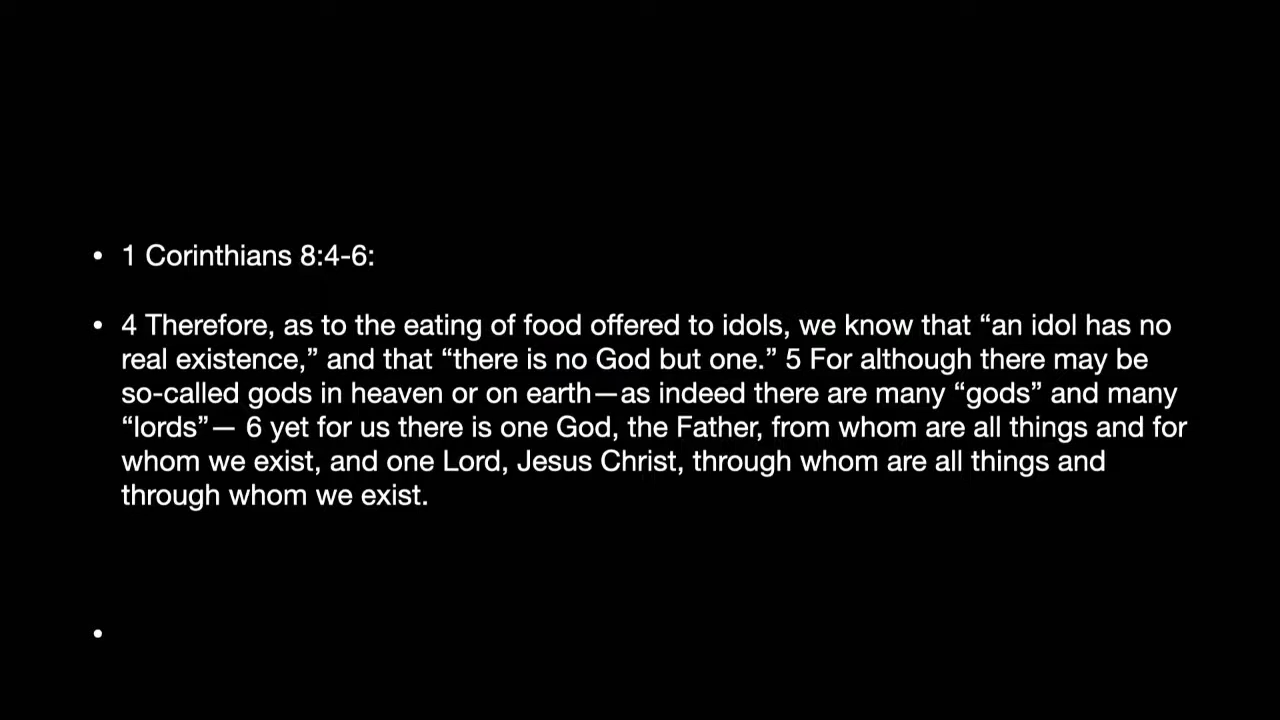 • 1 Corinthians 8:4-6:
• 4 Therefore, as to the eating of food offered to idols, we know that “an idol has no
real existence,” and that “there is no God but one.” 5 For although there may be
so-called gods in heaven or on earth—as indeed there are many “gods” and many
“lords”— 6 yet for us there is one God, the Father, from whom are all things and for
whom we exist, and one Lord, Jesus Christ, through whom are all things and
through whom we exist.
•